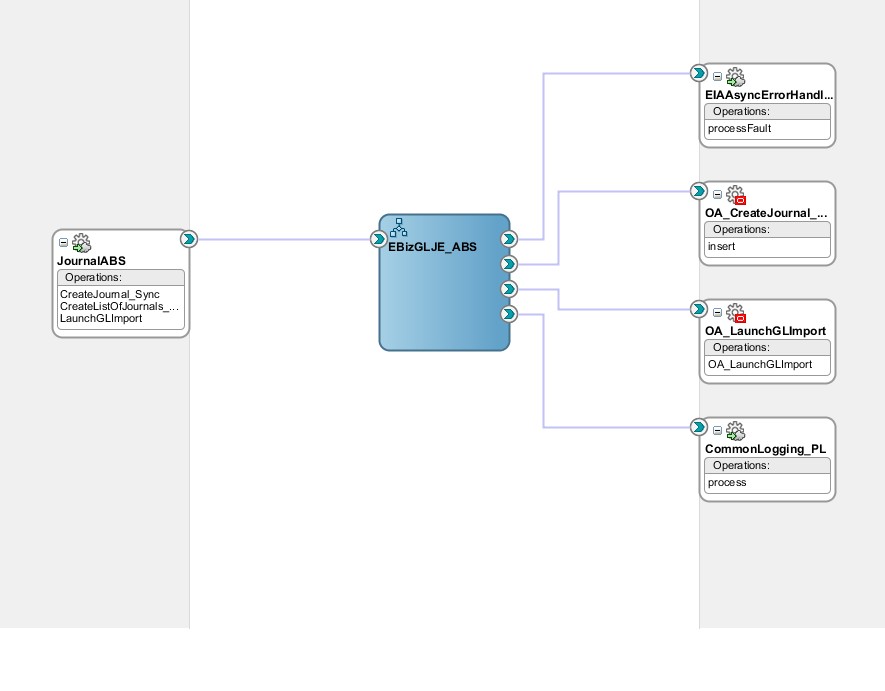 JournalABS
Operations:
CreateJournal_Sync
CreateListOfJournals_...
LaunchGLImport
EBizGLJE_ABS
EIAAsyncErrorHandl...
Operations:
processFault
OA_CreateJournal_...
Operations:
insert
OA_LaunchGLImport
Operations:
OA_LaunchGLImport
CommonLogging_PL
Operations:
process